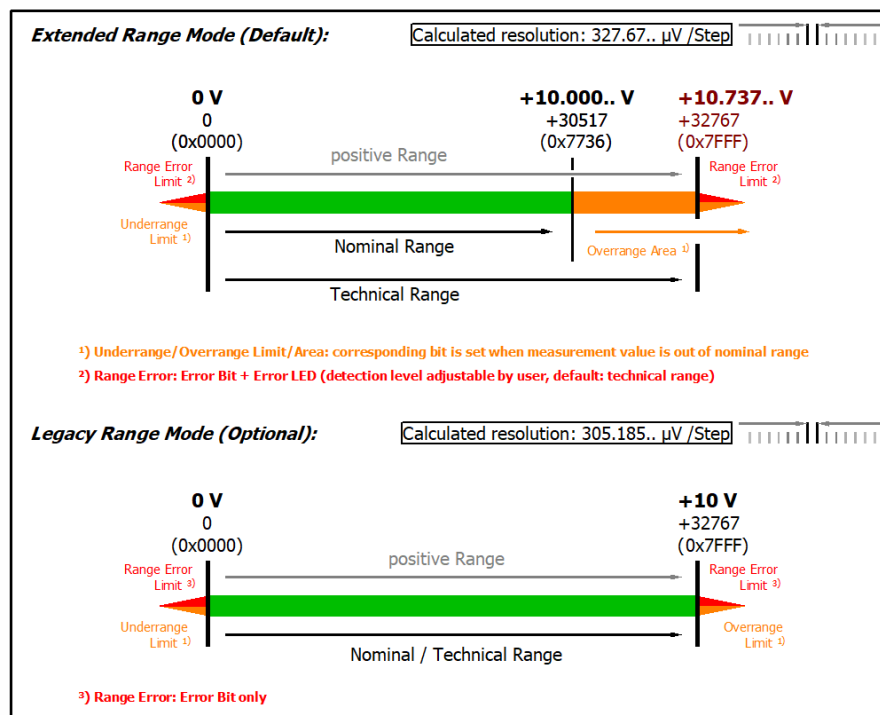 Extended Range Mode (Default):
Calculated resolution: 327.67.. µV /Step
0 V
+10.000.. V
+10.737.. V
0
+30517
+32767
(0x0000)
(0x7736)
(0x7FFF)
positive Range
Range Error
Limit ²⁾
Range Error
Limit ²⁾
Underrange
Limit ¹⁾
Nominal Range
Overrange Area ¹⁾
Technical Range
¹) Underrange/Overrange Limit/Area: corresponding bit is set when measurement value is out of nominal range
²) Range Error: Error Bit + Error LED (detection level adjustable by user, default: technical range)
Legacy Range Mode (Optional):
Calculated resolution: 305.185.. µV /Step
0 V
+10 V
0
+32767
(0x0000)
(0x7FFF)
positive Range
Range Error
Limit ³⁾
Range Error
Limit ³⁾
Underrange
Limit ¹⁾
Overrange
Limit ¹⁾
Nominal / Technical Range
³) Range Error: Error Bit only